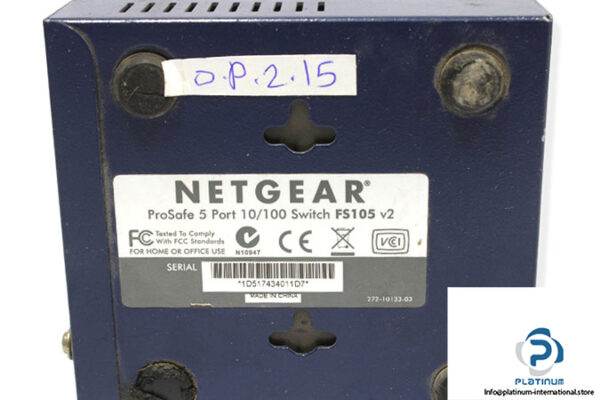 O.P.2.15
NETGEAR®
ProSafe 5 Port 10/100 Switch FS105 v2
FC Tested To Comply
With FCC Standards
FOR HOME OR OFFICE USE
N10947
CE
VCI
SERIAL
*1D517434011D7*
MADE IN CHINA
272-10133-03
PLATINUM
Info@platinum-international.store